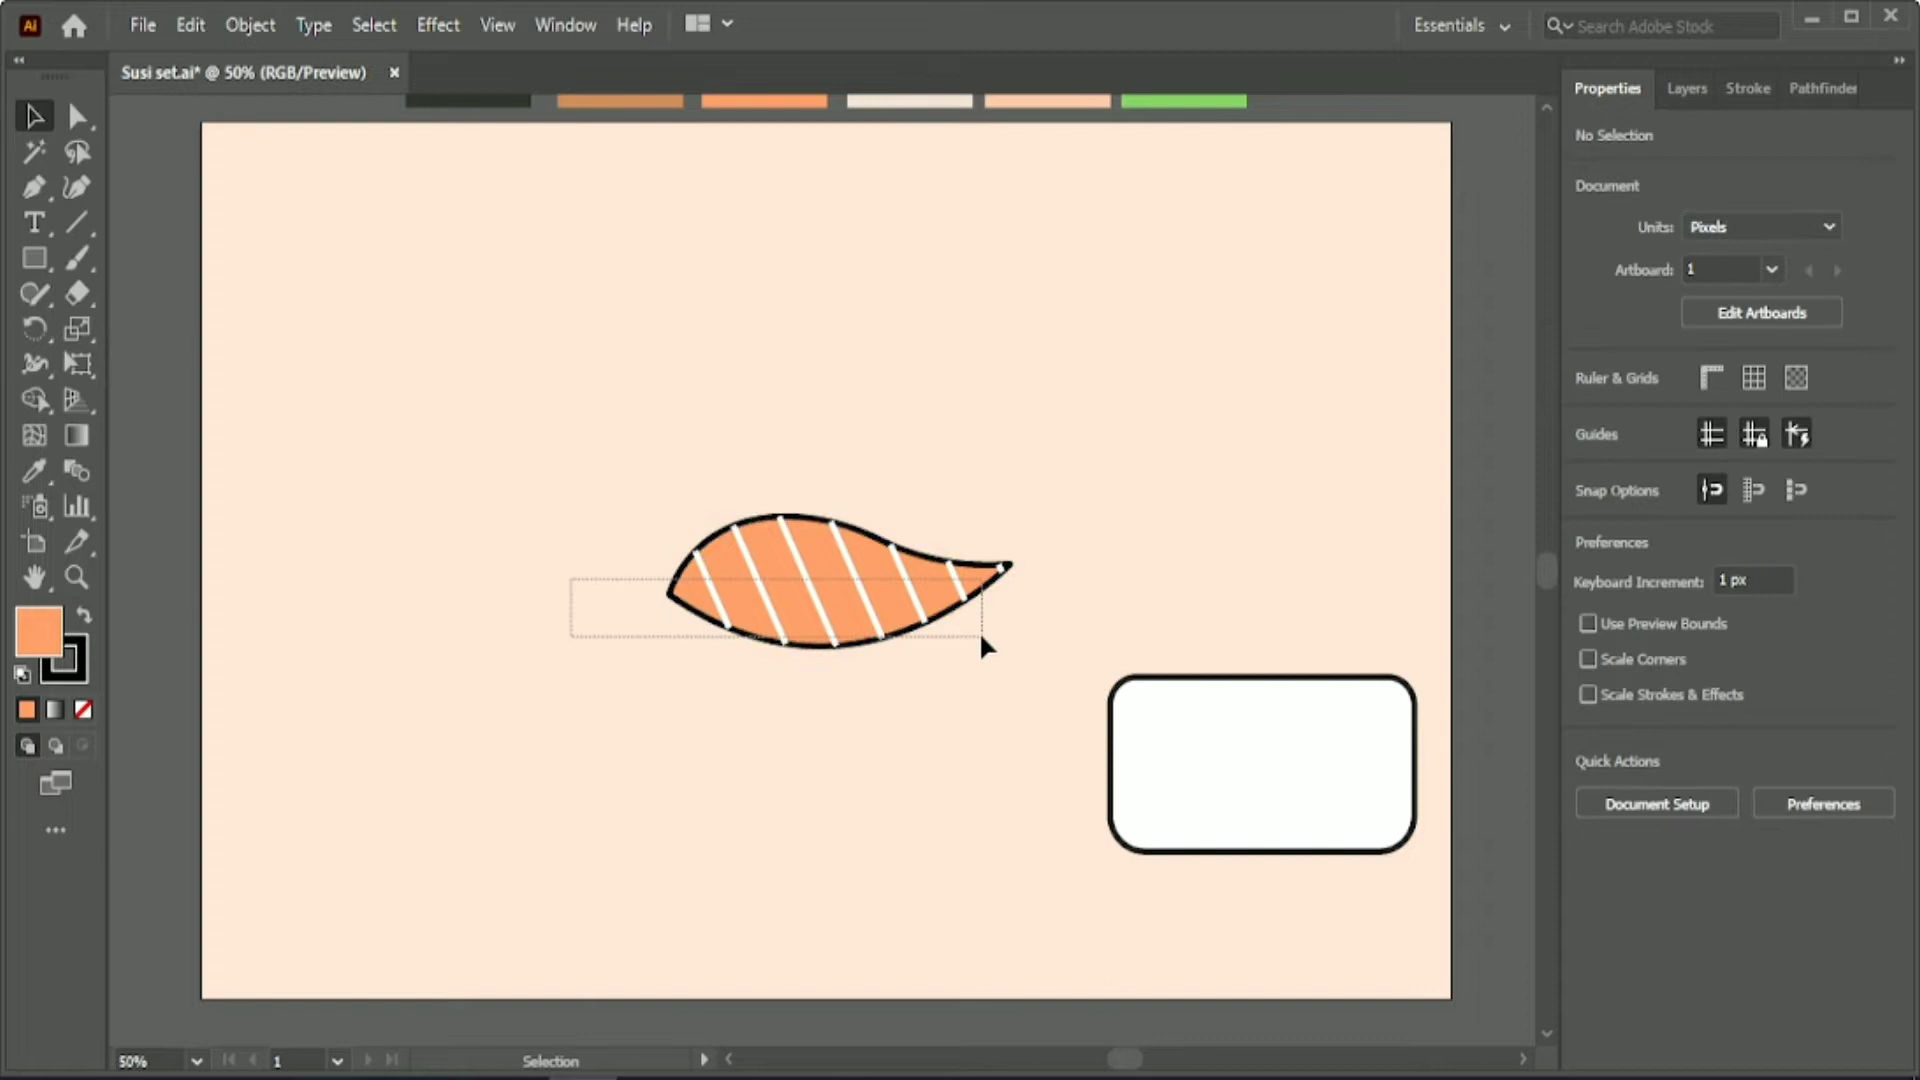 Ai File Edit Object Type Select Effect View Window Help Essentials Search Adobe Stock
Susi set.ai* @ 50% (RGB/Preview) ×
Properties Layers Stroke Pathfinder
No Selection
Document
Units: Pixels
Artboard: 1
Edit Artboards
Ruler & Grids
Guides
Snap Options
Preferences
Keyboard Increment: 1 px
Use Preview Bounds
Scale Corners
Scale Strokes & Effects
Quick Actions
Document Setup Preferences
50% 1 Selection